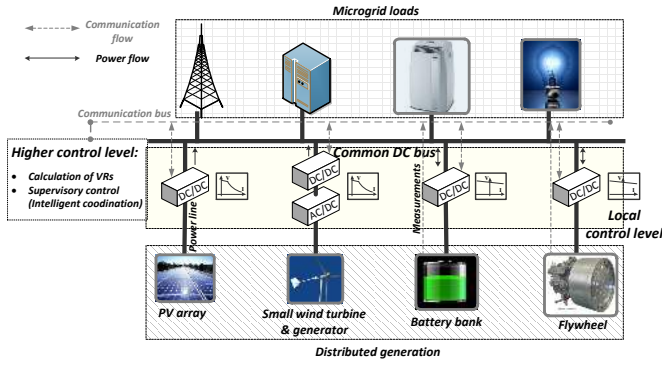 Microgrid loads
Communication
flow
Power flow
Communication bus
Higher control level:
• Calculation of VRs
• Supervisory control
(Intelligent coodination)
Common DC bus
DC/DC
DC/DC
AC/DC
DC/DC
DC/DC
V
I
V
I
V
I
V
I
Power line
Measurements
Local
control level
PV array
Small wind turbine
& generator
Battery bank
Flywheel
Distributed generation